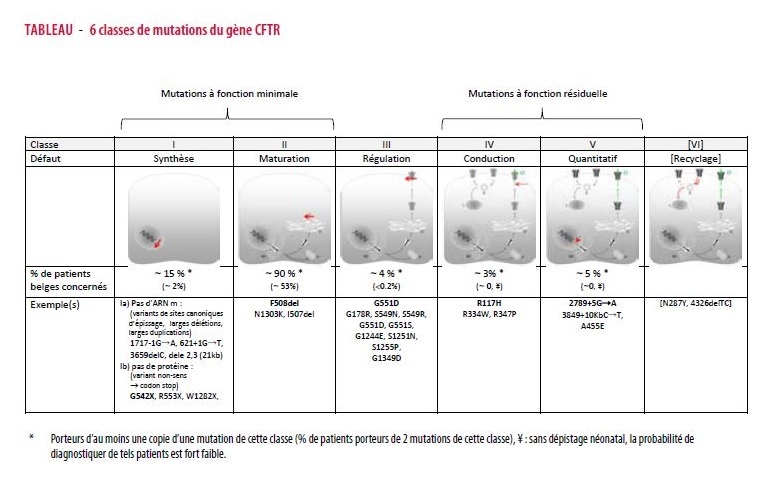 TABLEAU - 6 classes de mutations du gène CFTR
Mutations à fonction minimale
Mutations à fonction résiduelle
Classe I II III IV V [VI]
Défaut Synthèse Maturation Régulation Conduction Quantitatif [Recyclage]
% de patients belges concernés
~ 15 % *
(~ 2%)
~ 90 % *
(~ 53%)
~ 4 % *
(<0.2%)
~ 3% *
(~ 0, ¥)
~ 5 % *
(~0, ¥)
Exemple(s)
Ia) Pas d'ARN m :
(variants de sites canoniques
d'épissage, larges délétions,
larges duplications)
1717-1G→A, 621+1G→T,
3659delC, dele 2,3 (21kb)
Ib) pas de protéine :
(variant non-sens
→ codon stop)
G542X, R553X, W1282X,
F508del
N1303K, I507del
G551D
G178R, S549N, S549R,
G551D, G551S,
G1244E, S1251N,
S1255P,
G1349D
R117H
R334W, R347P
2789+5G→A
3849+10KbC→T,
A455E
[N287Y, 4326delTC]
* Porteurs d'au moins une copie d'une mutation de cette classe (% de patients porteurs de 2 mutations de cette classe), ¥ : sans dépistage néonatal, la probabilité de
diagnostiquer de tels patients est fort faible.